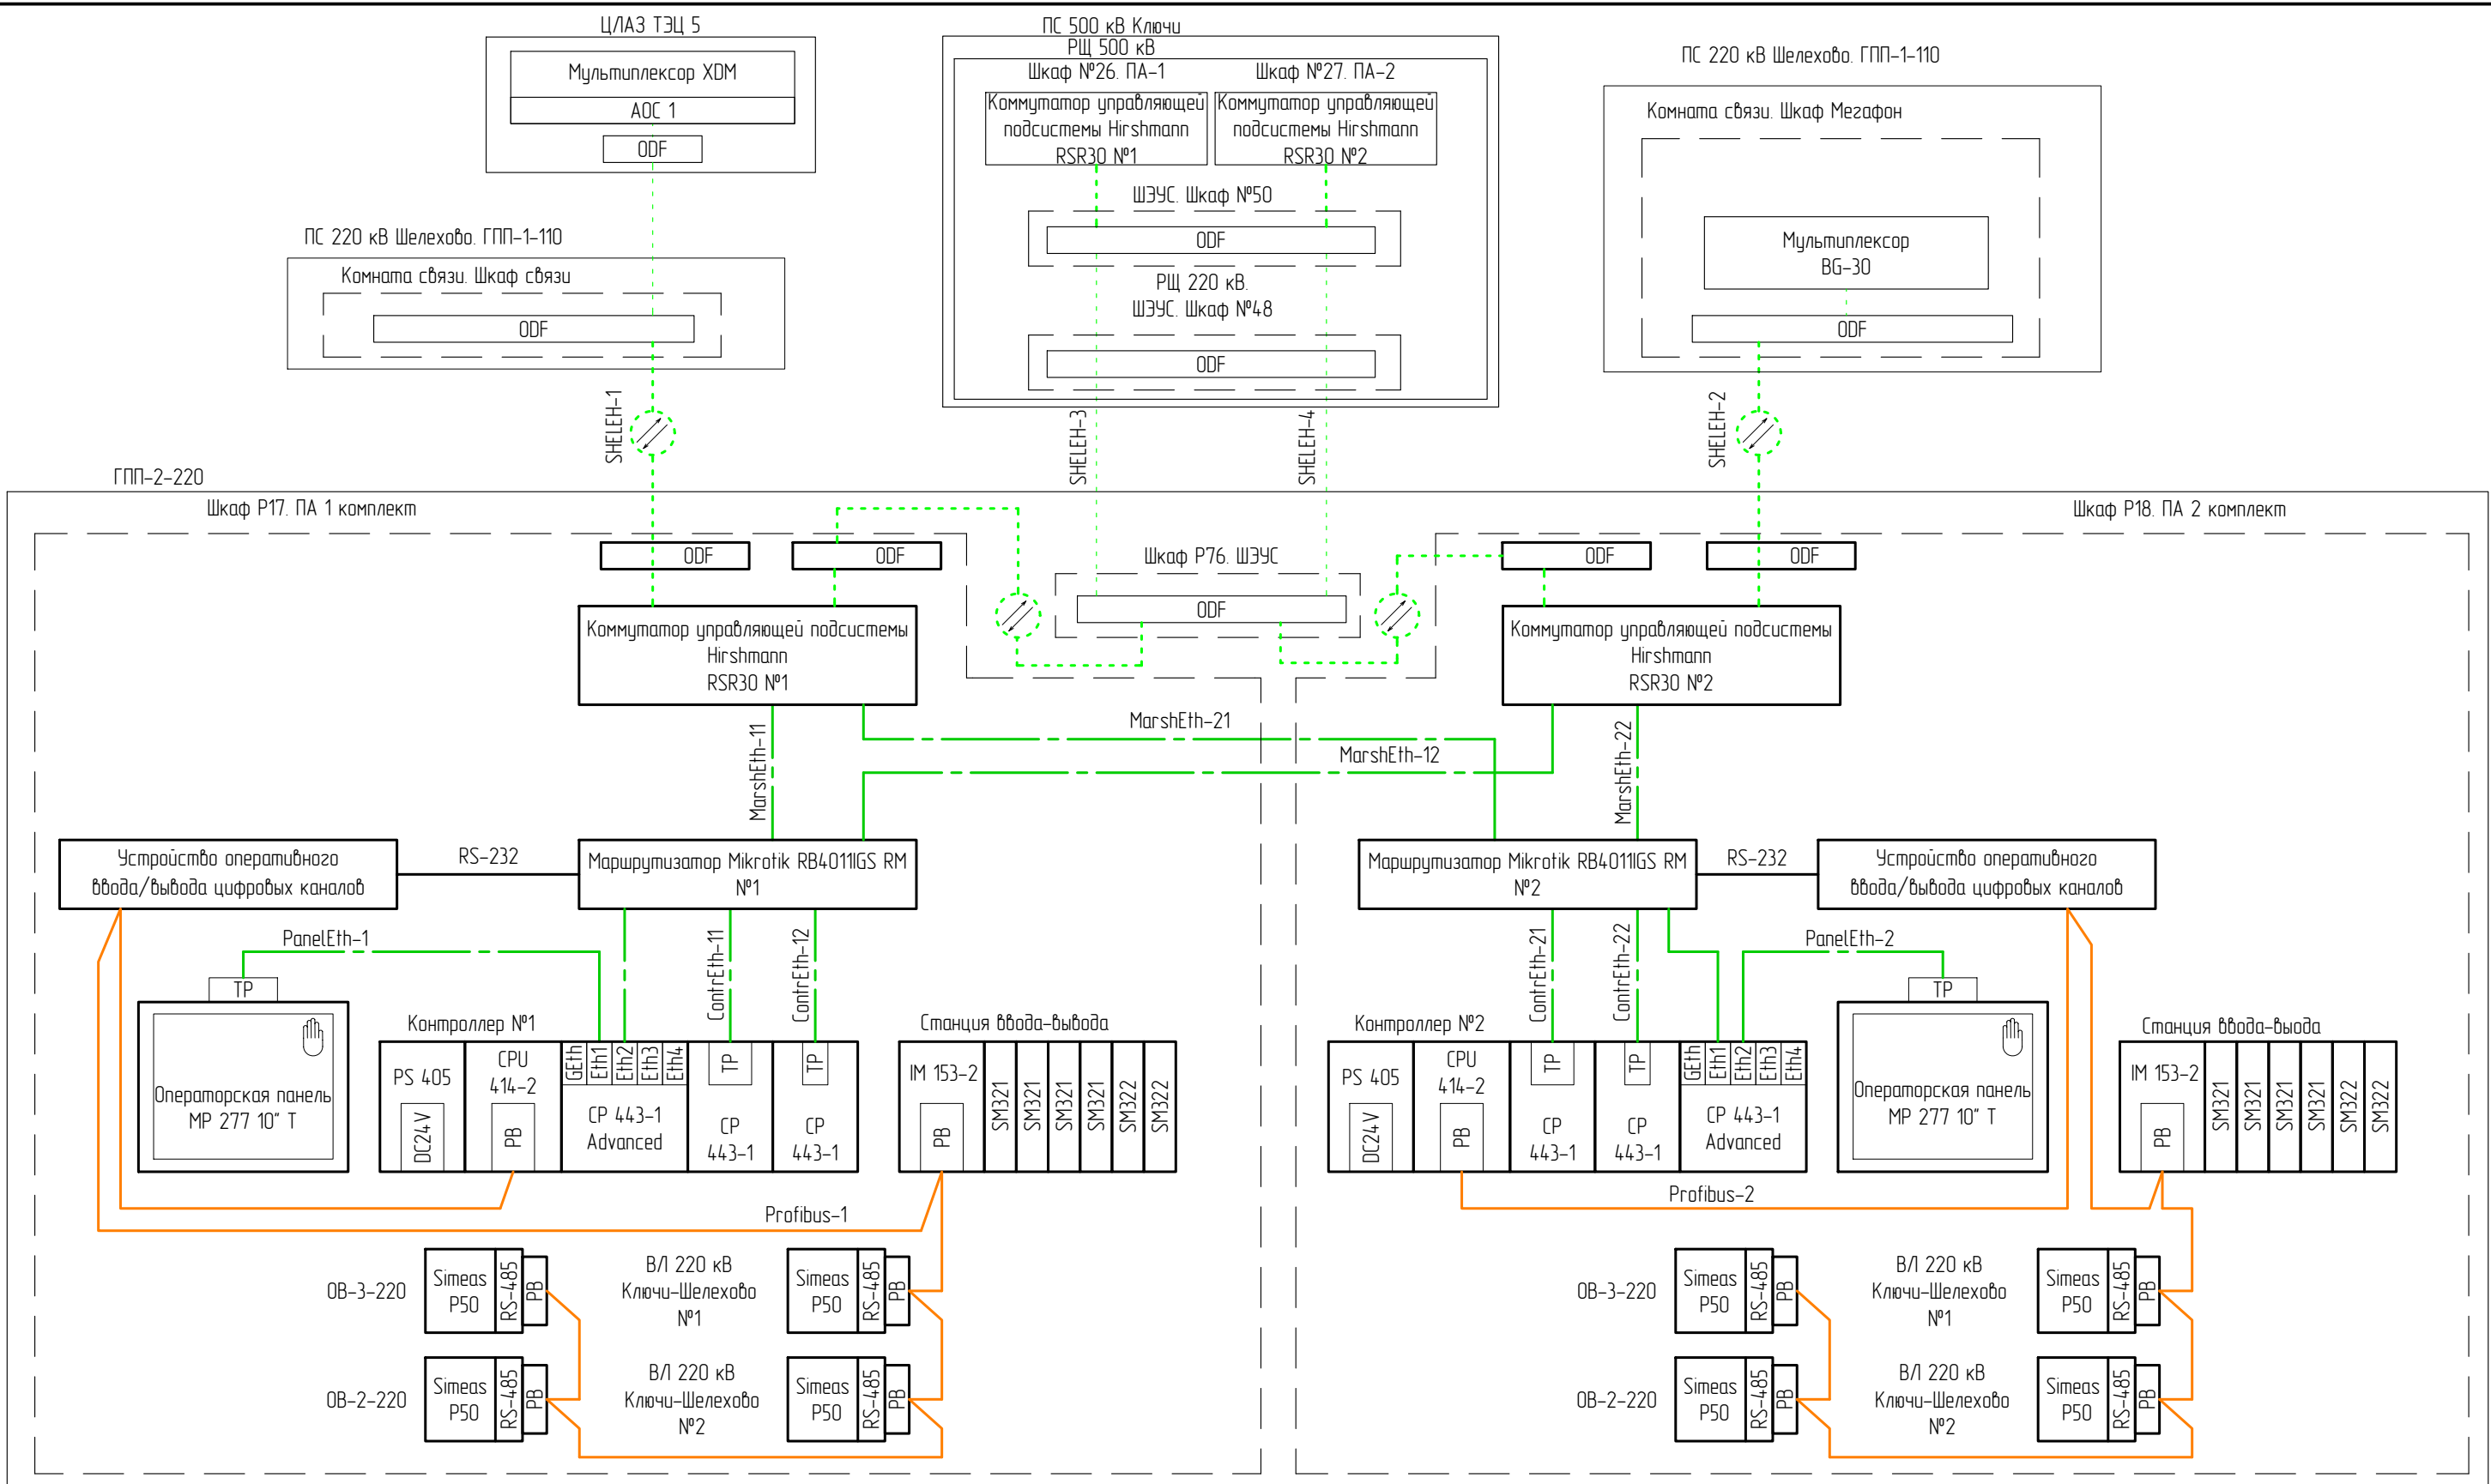 ЦЛАЗ ТЭЦ 5
Мультиплексор XDM
АОС 1
ODF
ПС 500 кВ Ключи
РЩ 500 кВ
Шкаф №26. ПА-1
Шкаф №27. ПА-2
Коммутатор управляющей
подсистемы Hirshmann
RSR30 №1
Коммутатор управляющей
подсистемы Hirshmann
RSR30 №2
ШЭУС. Шкаф №50
ODF
РЩ 220 кВ.
ШЭУС. Шкаф №48
ODF
ПС 220 кВ Шелехово. ГПП-1-110
Комната связи. Шкаф Мегафон
Мультиплексор
BG-30
ODF
ПС 220 кВ Шелехово. ГПП-1-110
Комната связи. Шкаф связи
ODF
SHELEH-1
SHELEH-3
SHELEH-4
SHELEH-2
ГПП-2-220
Шкаф Р17. ПА 1 комплект
Шкаф Р18. ПА 2 комплект
ODF
ODF
Шкаф Р76. ШЭУС
ODF
ODF
ODF
Коммутатор управляющей подсистемы
Hirshmann
RSR30 №1
Коммутатор управляющей подсистемы
Hirshmann
RSR30 №2
MarshEth-11
MarshEth-21
MarshEth-12
MarshEth-22
Устройство оперативного
ввода/вывода цифровых каналов
RS-232
Маршрутизатор Mikrotik RB4011IGS RM
№1
Маршрутизатор Mikrotik RB4011IGS RM
№2
RS-232
Устройство оперативного
ввода/вывода цифровых каналов
PanelEth-1
ContrEth-11
ContrEth-12
ContrEth-21
ContrEth-22
PanelEth-2
TP
Операторская панель
MP 277 10" T
Контроллер №1
PS 405
DC24V
CPU
414-2
PB
GEth
Eth1
Eth2
Eth3
Eth4
CP 443-1
Advanced
TP
CP
443-1
TP
CP
443-1
Станция ввода-вывода
IM 153-2
PB
SM321
SM321
SM321
SM321
SM322
SM322
Контроллер №2
PS 405
DC24V
CPU
414-2
PB
TP
CP
443-1
TP
CP
443-1
GEth
Eth1
Eth2
Eth3
Eth4
CP 443-1
Advanced
TP
Операторская панель
MP 277 10" T
Станция ввода-выода
IM 153-2
PB
SM321
SM321
SM321
SM321
SM322
SM322
Profibus-1
Profibus-2
ОВ-3-220
Simeas
P50
RS-485
PB
ВЛ 220 кВ
Ключи-Шелехово
№1
Simeas
P50
RS-485
PB
ОВ-2-220
Simeas
P50
RS-485
PB
ВЛ 220 кВ
Ключи-Шелехово
№2
Simeas
P50
RS-485
PB
ОВ-3-220
Simeas
P50
RS-485
PB
ВЛ 220 кВ
Ключи-Шелехово
№1
Simeas
P50
RS-485
PB
ОВ-2-220
Simeas
P50
RS-485
PB
ВЛ 220 кВ
Ключи-Шелехово
№2
Simeas
P50
RS-485
PB